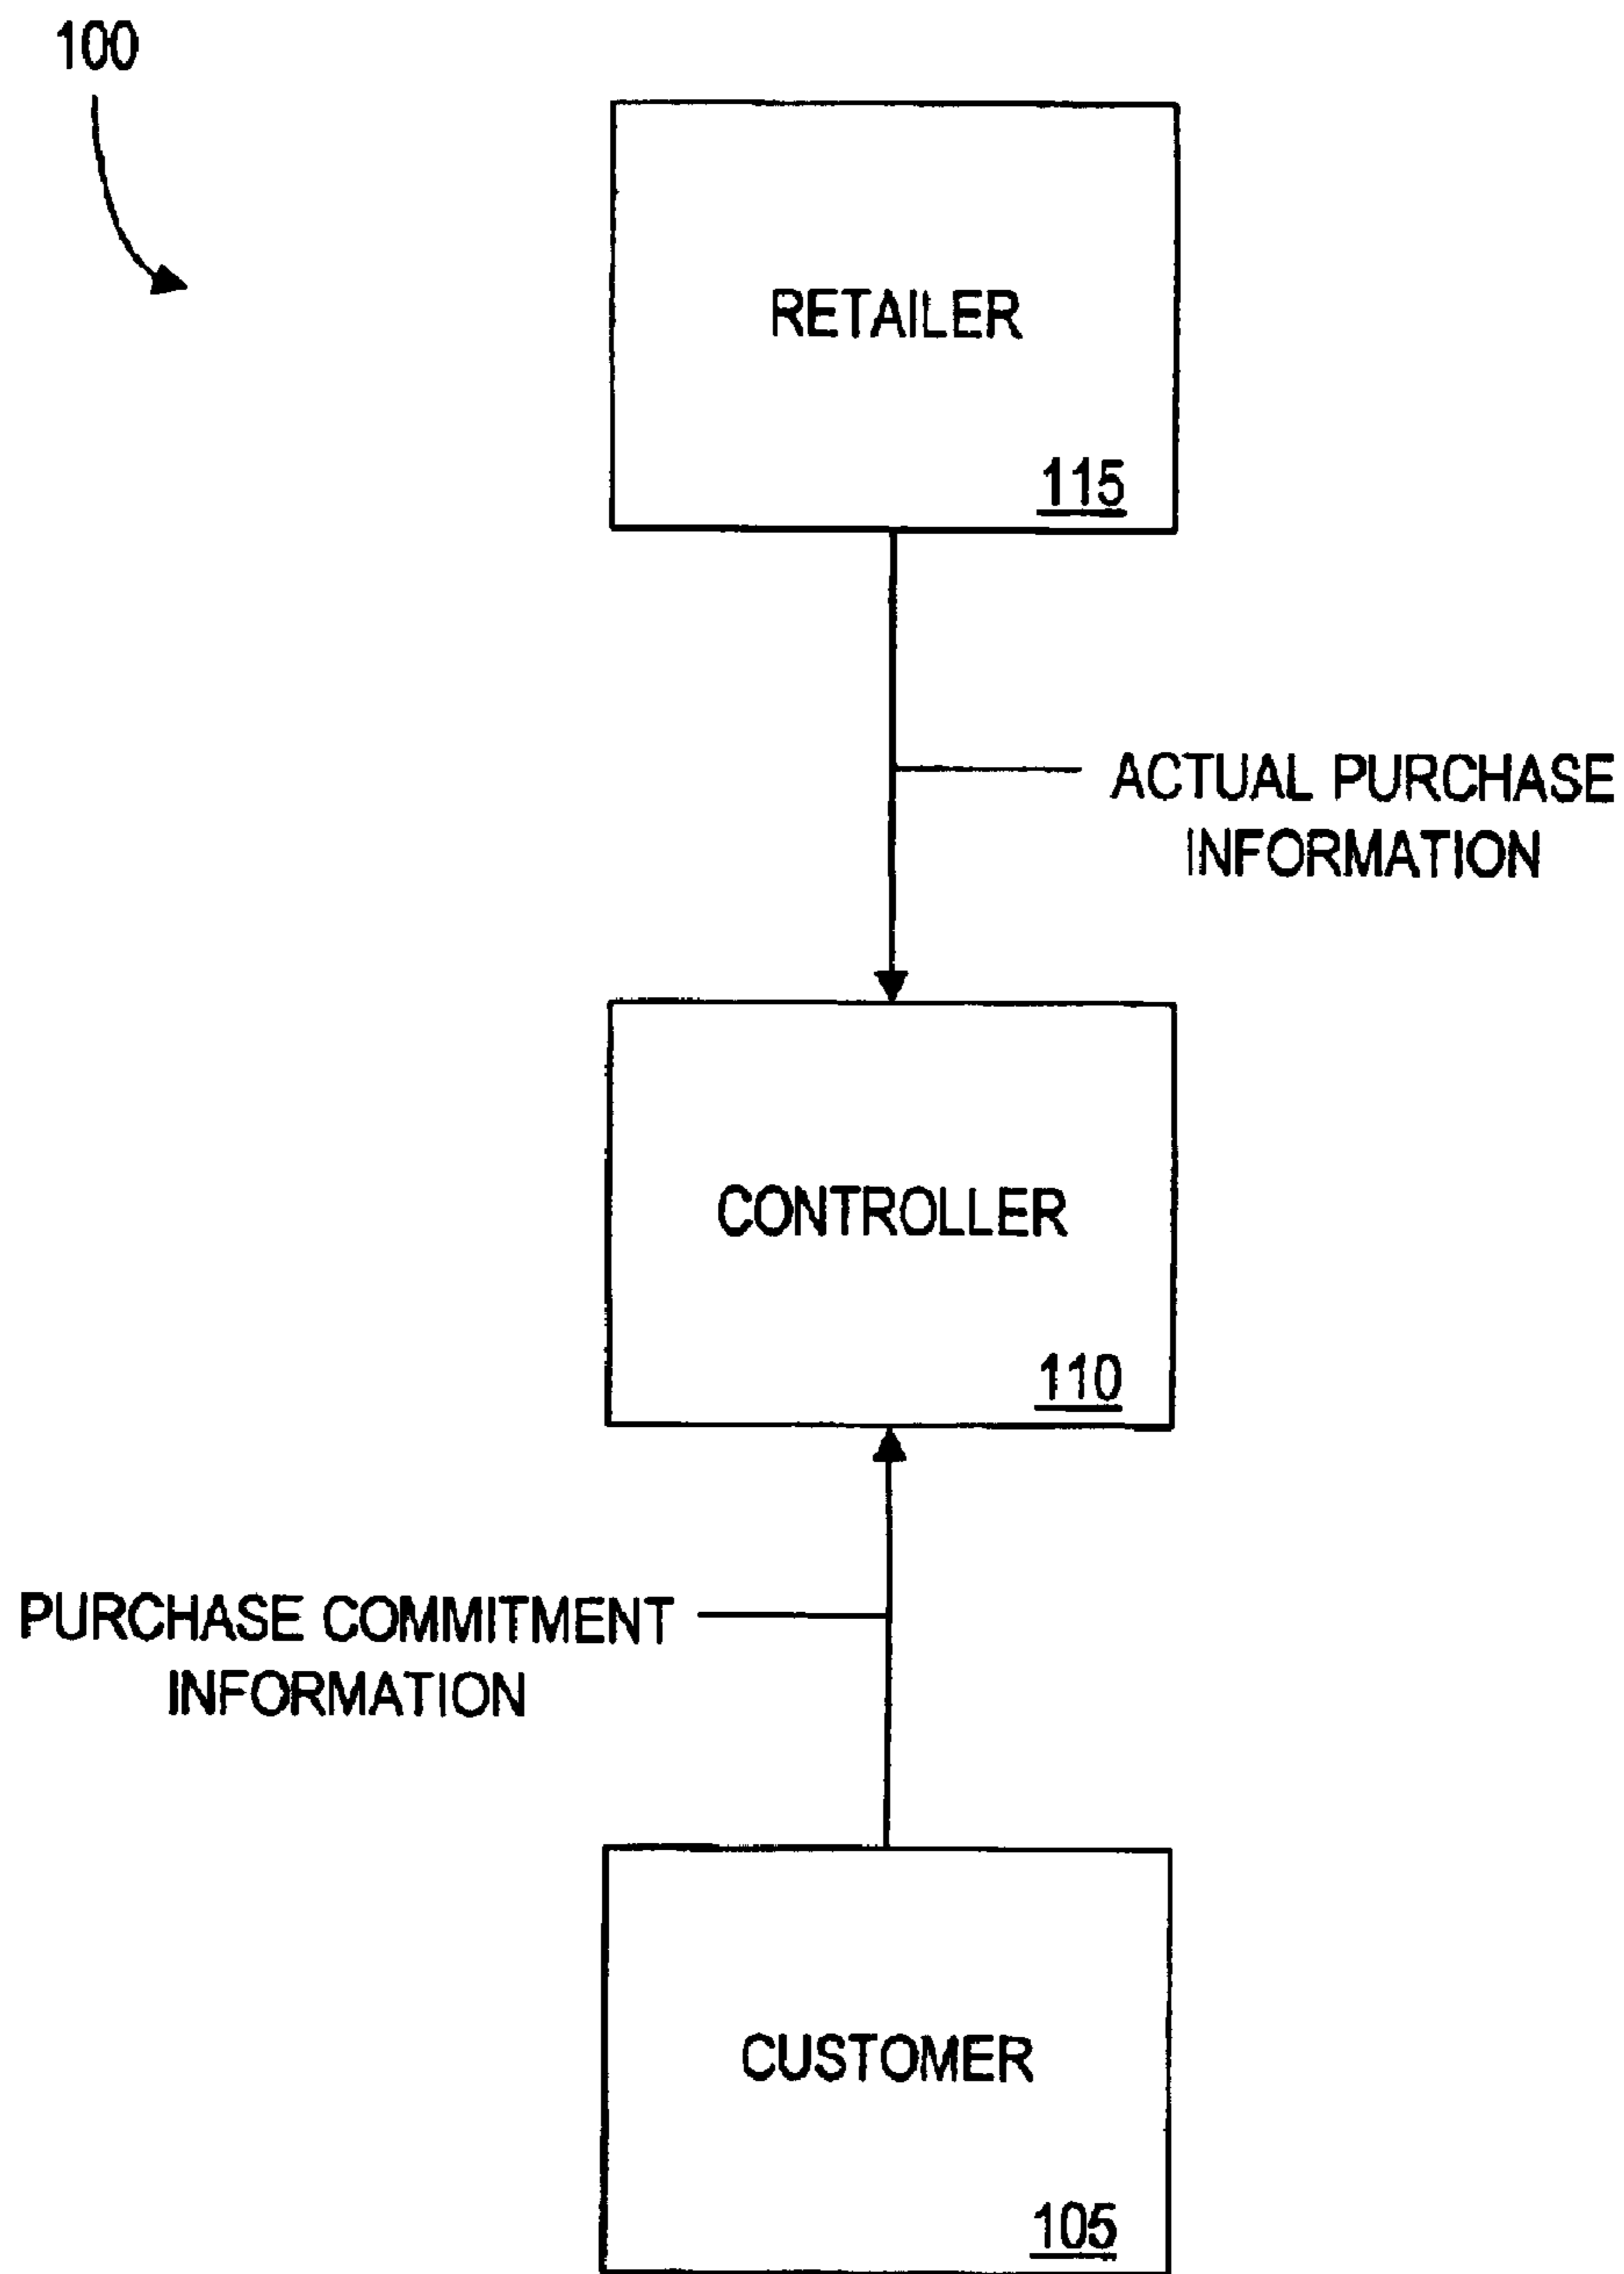 100
RETAILER
115
ACTUAL PURCHASE
INFORMATION
CONTROLLER
110
PURCHASE COMMITMENT
INFORMATION
CUSTOMER
105